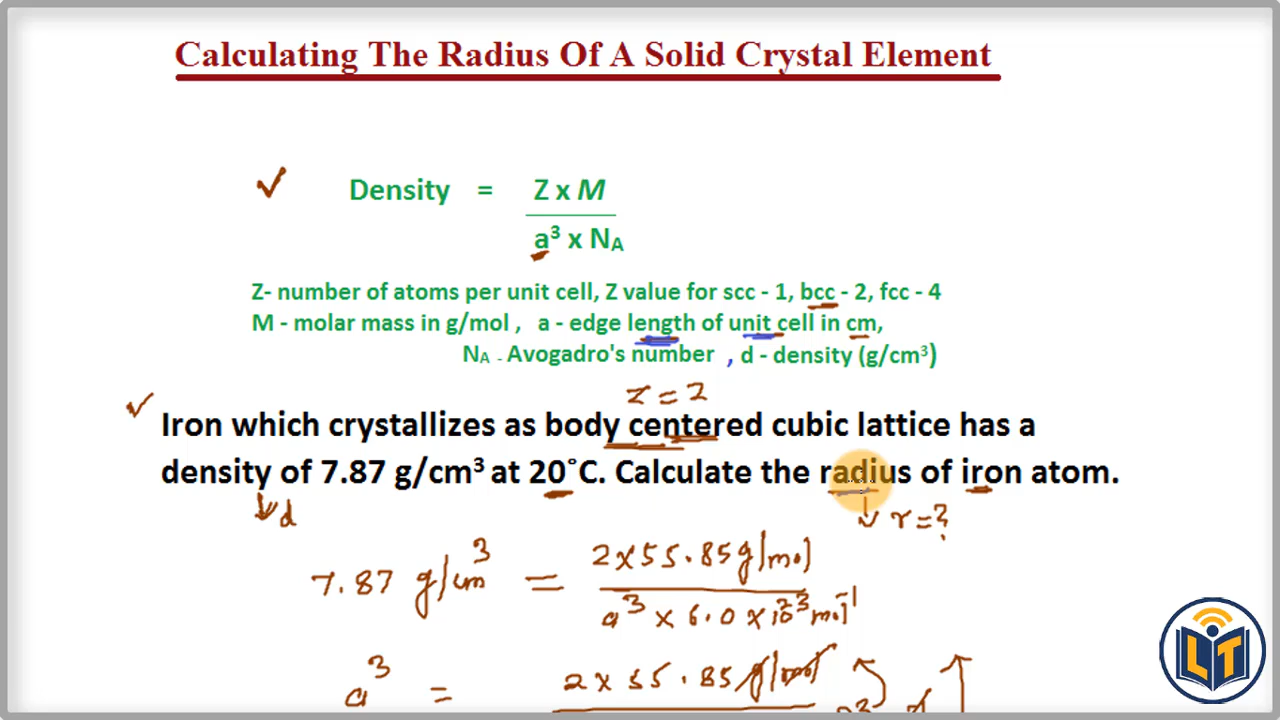 Calculating The Radius Of A Solid Crystal Element
✓ Density = Z x M
a³ x NA
Z- number of atoms per unit cell, Z value for scc - 1, bcc - 2, fcc - 4
M - molar mass in g/mol , a - edge length of unit cell in cm,
NA - Avogadro's number , d - density (g/cm³)
z = 2
✓ Iron which crystallizes as body centered cubic lattice has a
density of 7.87 g/cm³ at 20°C. Calculate the radius of iron atom.
↓ d
↓ r = ?
7.87 g/cm³ = 2 x 55.85 g/mol
a³ x 6.0 x 10²³ mol⁻¹
a³ = 2 x 55.85 g/mol
LT